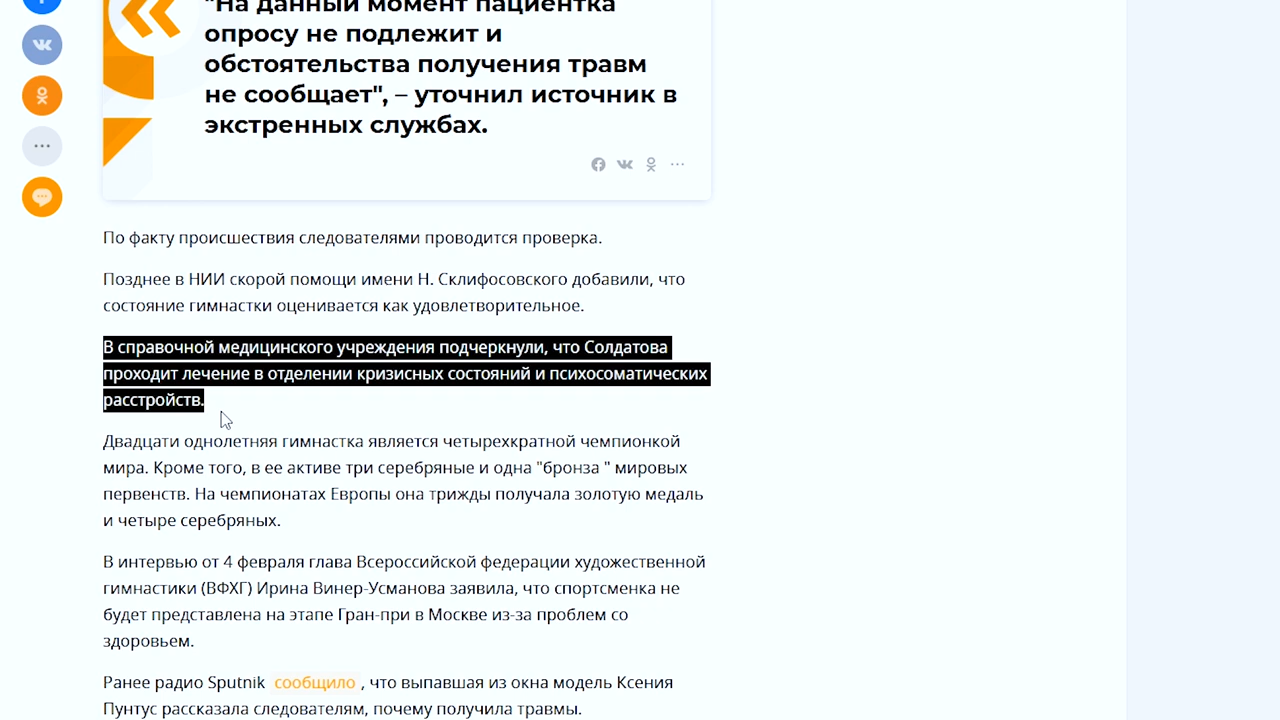 "На данный момент пациентка
опросу не подлежит и
обстоятельства получения травм
не сообщает", – уточнил источник в
экстренных службах.
По факту происшествия следователями проводится проверка.
Позднее в НИИ скорой помощи имени Н. Склифосовского добавили, что
состояние гимнастки оценивается как удовлетворительное.
В справочной медицинского учреждения подчеркнули, что Солдатова
проходит лечение в отделении кризисных состояний и психосоматических
расстройств.
Двадцати однолетняя гимнастка является четырехкратной чемпионкой
мира. Кроме того, в ее активе три серебряные и одна "бронза " мировых
первенств. На чемпионатах Европы она трижды получала золотую медаль
и четыре серебряных.
В интервью от 4 февраля глава Всероссийской федерации художественной
гимнастики (ВФХГ) Ирина Винер-Усманова заявила, что спортсменка не
будет представлена на этапе Гран-при в Москве из-за проблем со
здоровьем.
Ранее радио Sputnik сообщило , что выпавшая из окна модель Ксения
Пунтус рассказала следователям, почему получила травмы.